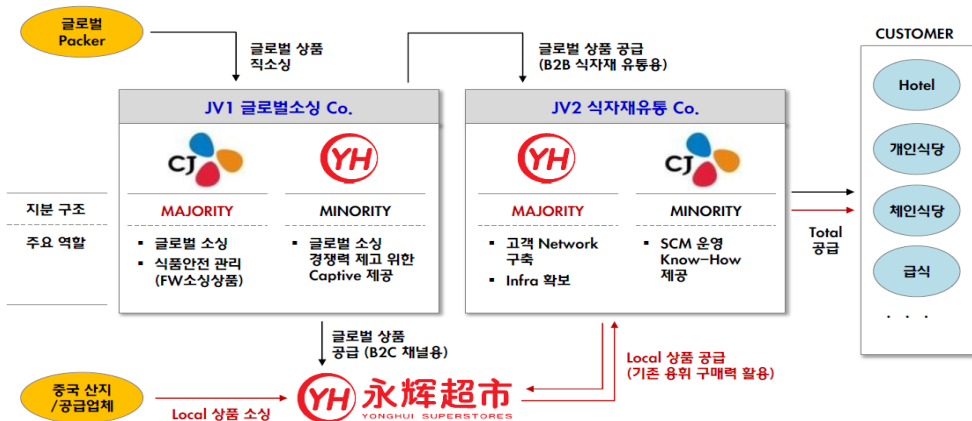 글로벌
Packer
글로벌 상품
직소싱
글로벌 상품 공급
(B2B 식자재 유통용)
CUSTOMER
JV1 글로벌소싱 Co.
JV2 식자재유통 Co.
CJ
YH
YH
CJ
Hotel
개인식당
체인식당
급식
. . .
지분 구조
MAJORITY
MINORITY
MAJORITY
MINORITY
주요 역할
▪ 글로벌 소싱
▪ 식품안전 관리
(FW소싱상품)
▪ 글로벌 소싱
경쟁력 제고 위한
Captive 제공
▪ 고객 Network
구축
▪ Infra 확보
▪ SCM 운영
Know-How
제공
Total
공급
글로벌 상품
공급 (B2C 채널용)
Local 상품 공급
(기존 용휘 구매력 활용)
중국 산지
/공급업체
Local 상품 소싱
YH 永辉超市
YONGHUI SUPERSTORES